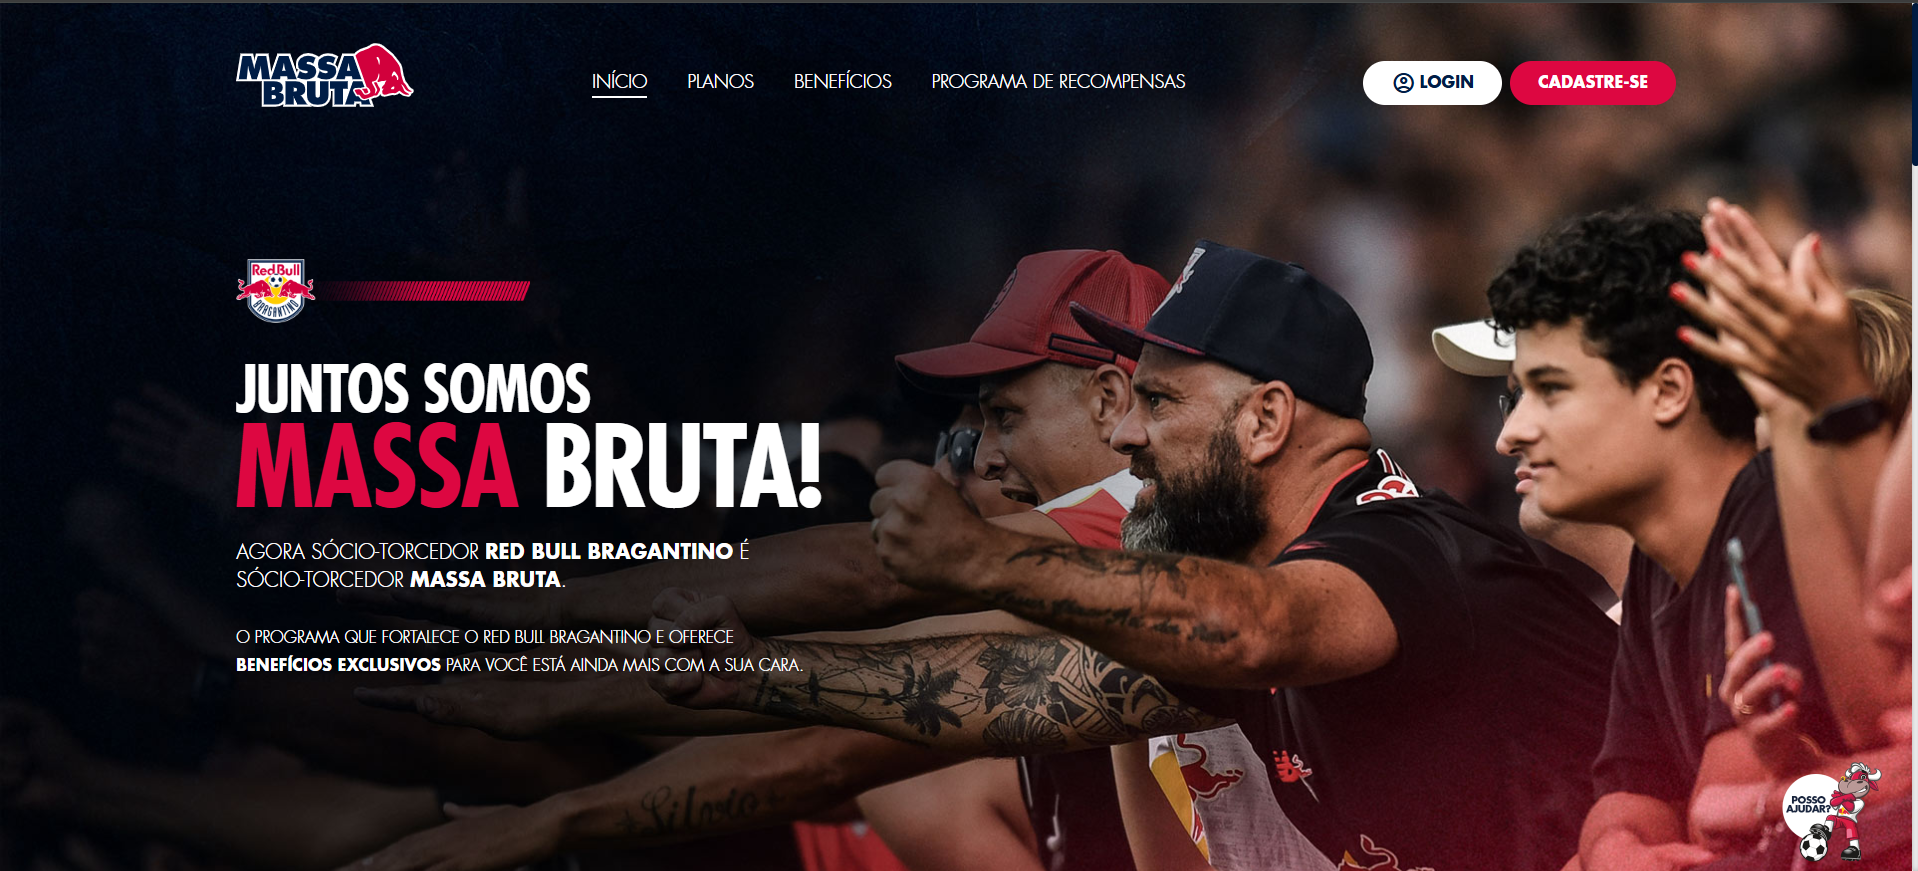 MASSA
BRUTA
INÍCIO
PLANOS
BENEFÍCIOS
PROGRAMA DE RECOMPENSAS
LOGIN
CADASTRE-SE
Red Bull
BRAGANTINO
JUNTOS SOMOS
MASSA BRUTA!
AGORA SÓCIO-TORCEDOR RED BULL BRAGANTINO É
SÓCIO-TORCEDOR MASSA BRUTA.
O PROGRAMA QUE FORTALECE O RED BULL BRAGANTINO E OFERECE
BENEFÍCIOS EXCLUSIVOS PARA VOCÊ ESTÁ AINDA MAIS COM A SUA CARA.
POSSO
AJUDAR?